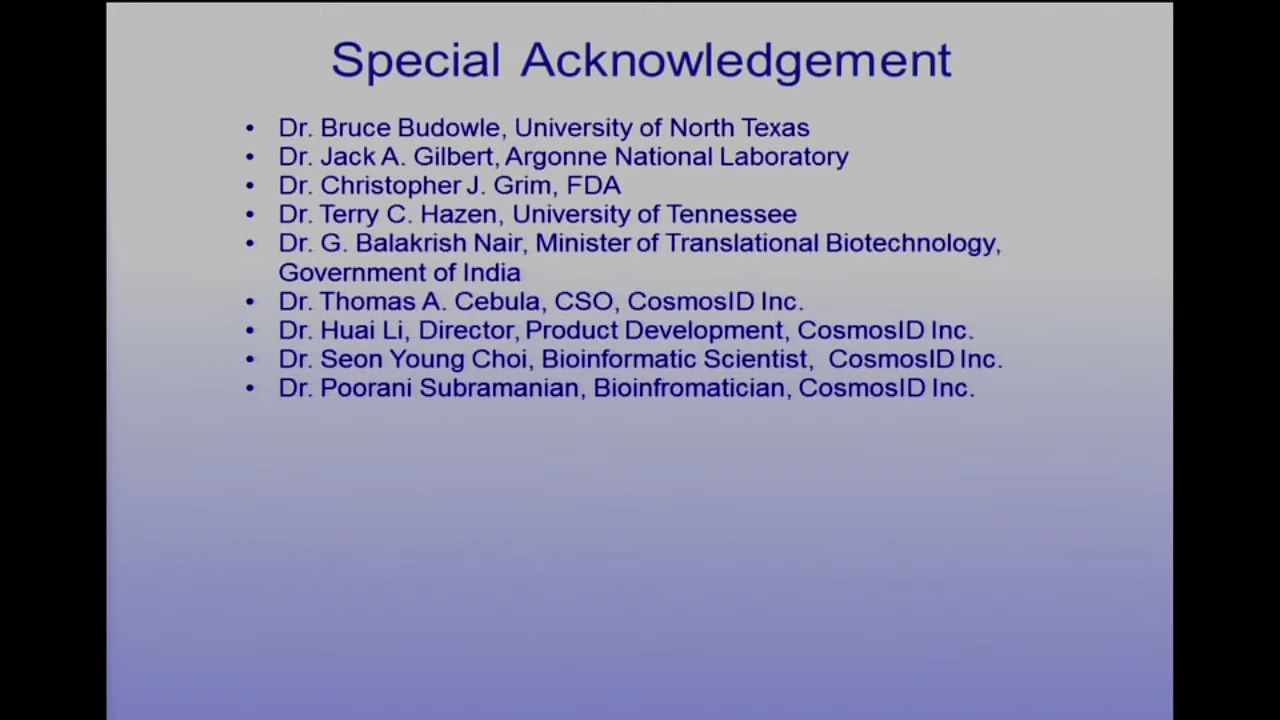 Special Acknowledgement
• Dr. Bruce Budowle, University of North Texas
• Dr. Jack A. Gilbert, Argonne National Laboratory
• Dr. Christopher J. Grim, FDA
• Dr. Terry C. Hazen, University of Tennessee
• Dr. G. Balakrish Nair, Minister of Translational Biotechnology,
Government of India
• Dr. Thomas A. Cebula, CSO, CosmosID Inc.
• Dr. Huai Li, Director, Product Development, CosmosID Inc.
• Dr. Seon Young Choi, Bioinformatic Scientist,  CosmosID Inc.
• Dr. Poorani Subramanian, Bioinfromatician, CosmosID Inc.